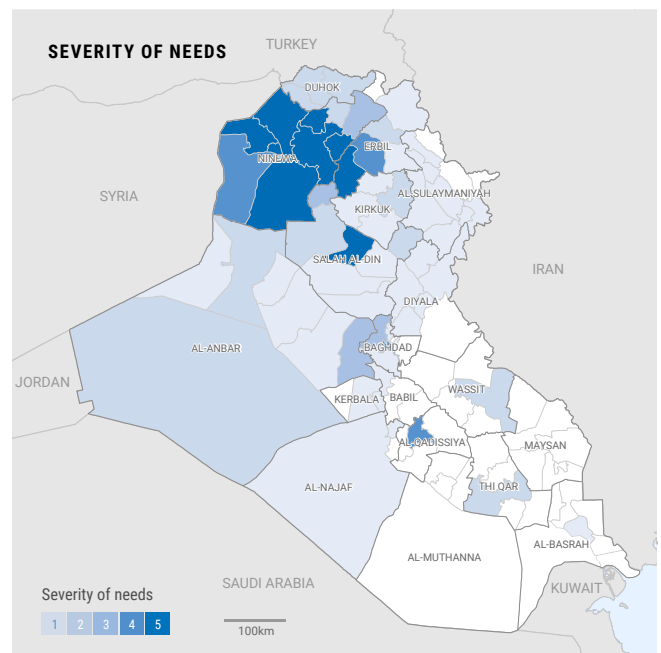 SEVERITY OF NEEDS
TURKEY
DUHOK
ERBIL
NINEWA
SYRIA
AL-SULAYMANIYAH
KIRKUK
SALAH AL-DIN
IRAN
DIYALA
AL-ANBAR
BAGHDAD
JORDAN
KERBALA
BABIL
WASSIT
AL-QADISSIYA
MAYSAN
AL-NAJAF
THI QAR
AL-BASRAH
AL-MUTHANNA
SAUDI ARABIA
KUWAIT
Severity of needs
1 2 3 4 5
100km